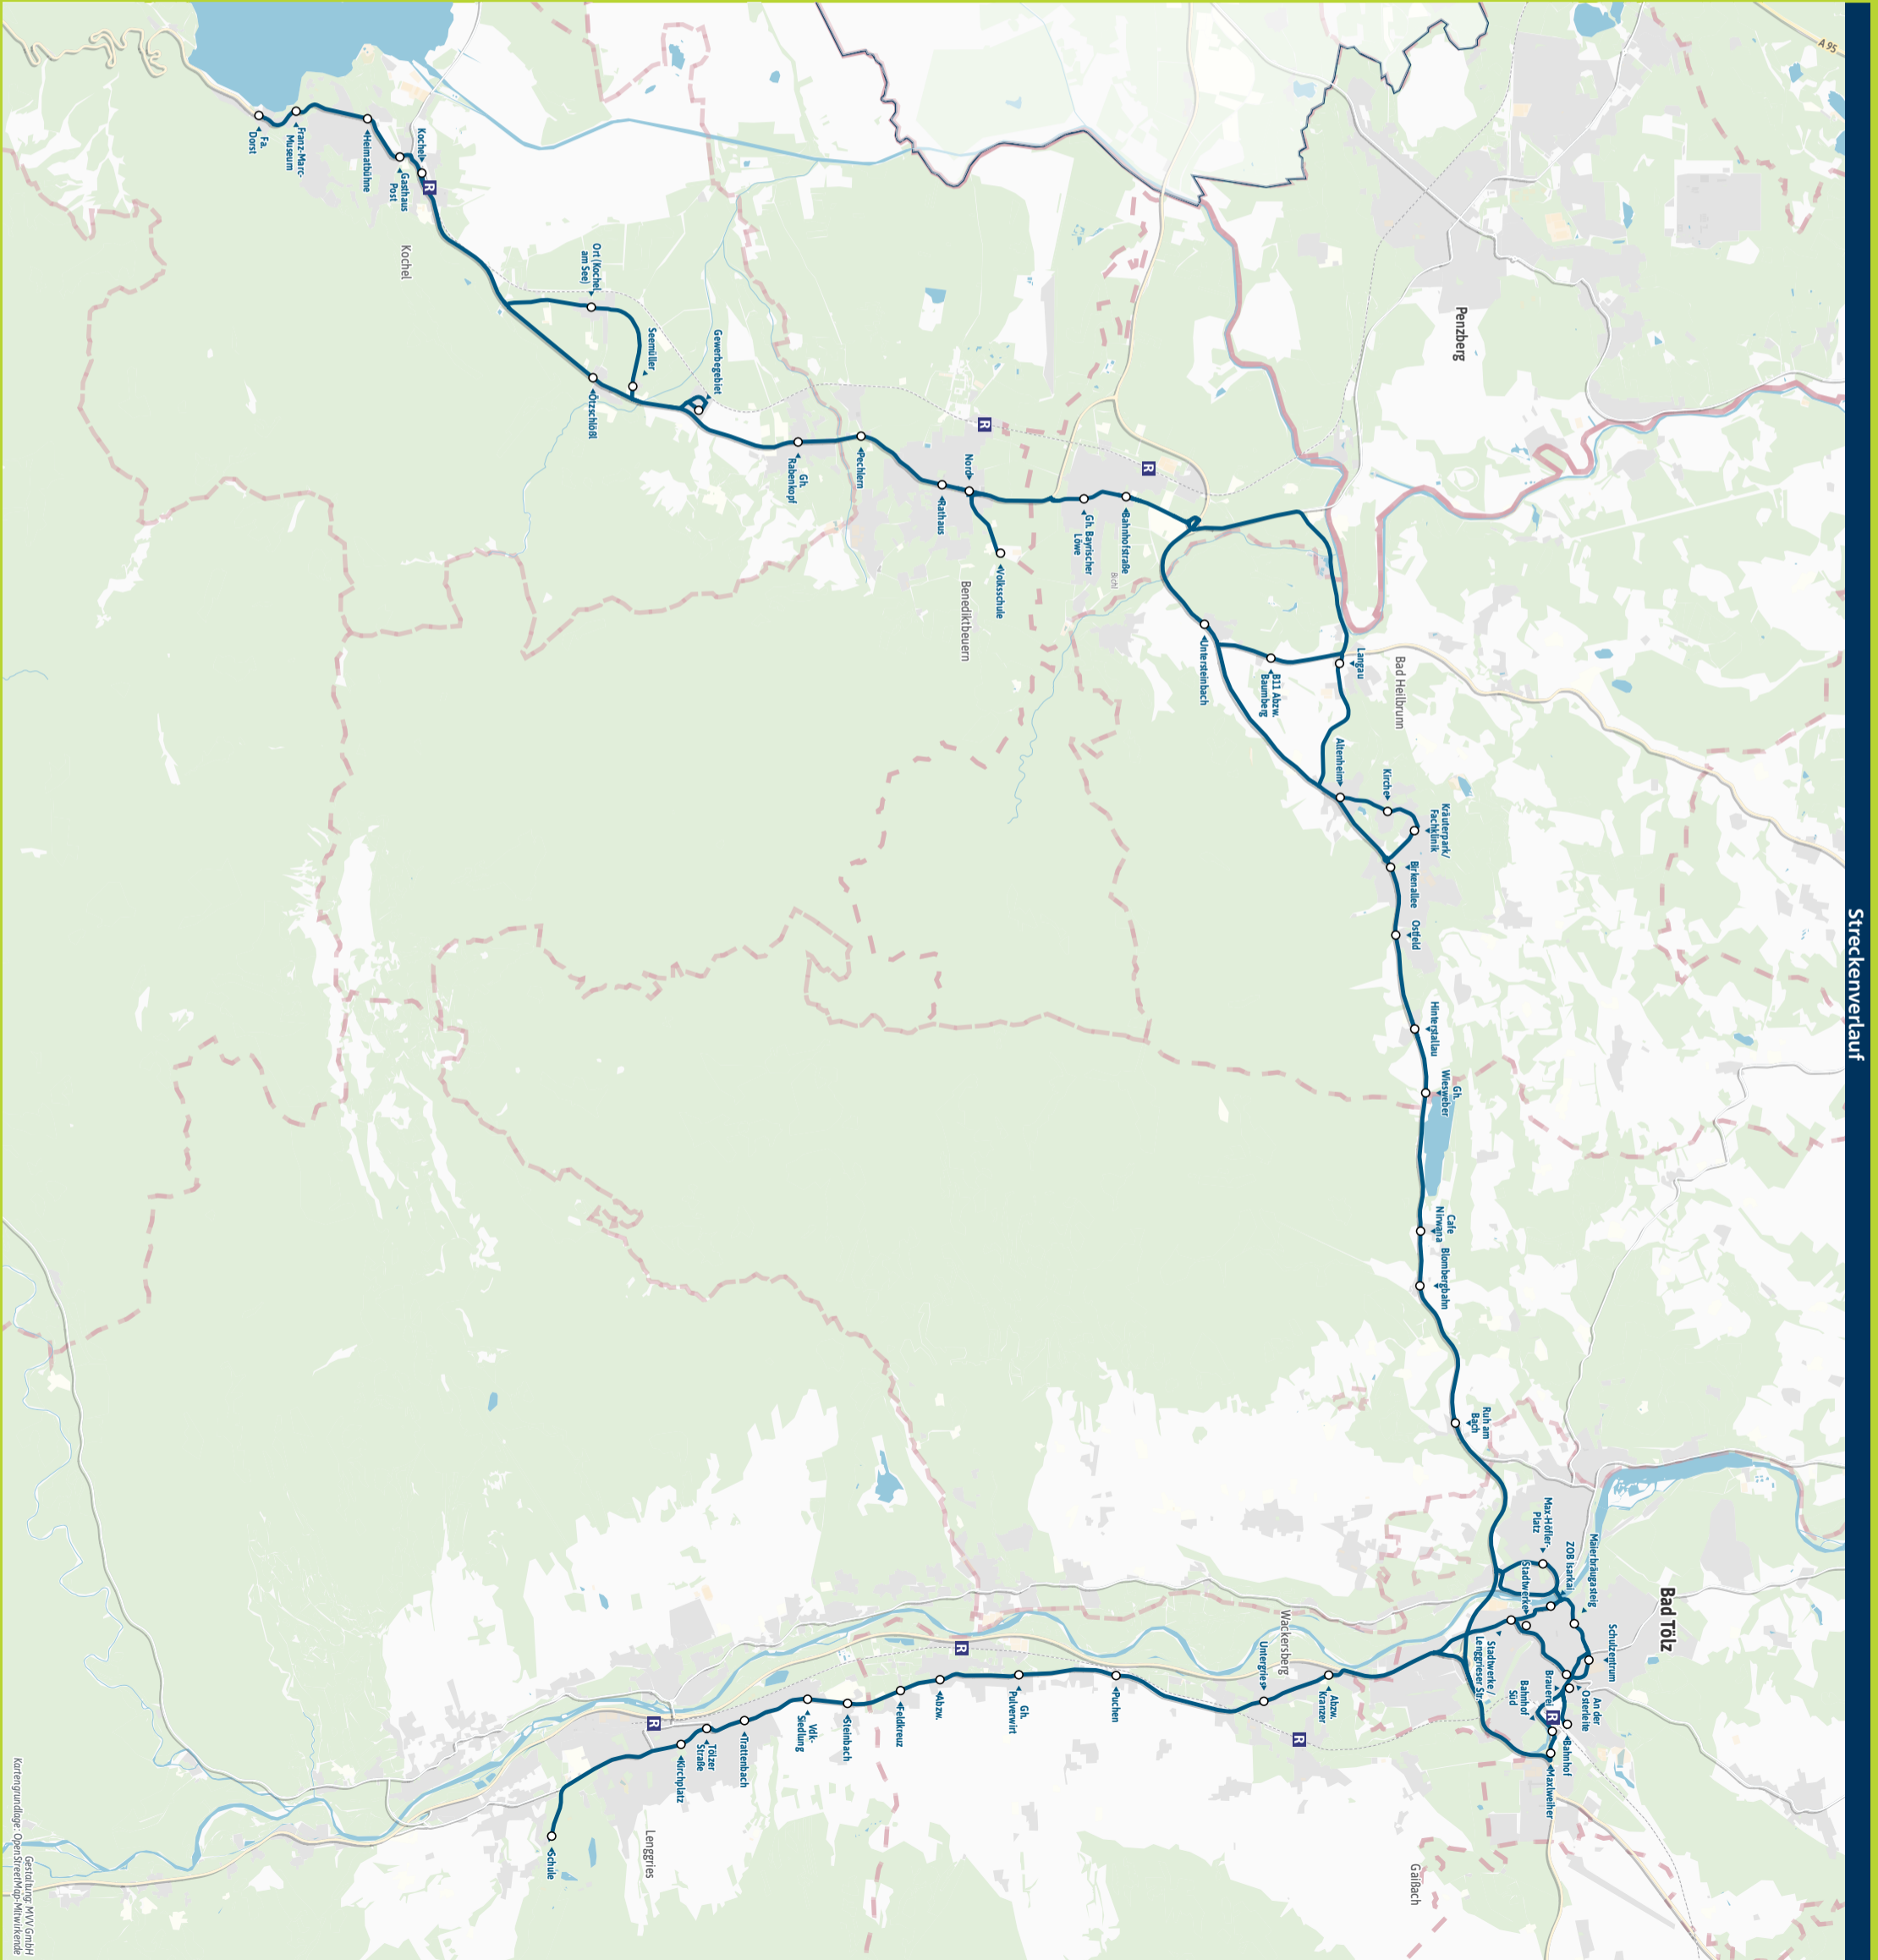 Streckenverlauf
A 95
Penzberg
Bad Heilbrunn
Bad Tölz
Wackersberg
Gaißach
Benediktbeuern
Bichl
Kochel
Lenggries
Fa.
Dorst
Franz-Marc-
Museum
Heimatbühne
Gasthaus
Post
Kochel
R
Ort (Kochel
am See)
Seemüller
Ötzschlößl
Gewerbegebiet
Gh.
Rabenkopf
Pechlern
Rathaus
Nord
R
Volksschule
Gh. Bayrischer
Löwe
Bahnhofstraße
R
Untersteinbach
B11 Abzw.
Baumberg
Langau
Altenheim
Kirche
Kräuterpark/
Fachklinik
Birkenallee
Ostfeld
Hinterstallau
Gh.
Wiesweber
Cafe
Nirwana
Blombergbahn
Ruh am
Bach
Max-Höfler-
Platz
ZOB Isarkai
Maierbräugasteig
Stadtwerke
Schulzentrum
Stadtwerke /
Lenggrieser Str.
Brauerei
Bahnhof
Süd
An der
Osterleite
R
Bahnhof
Maxlweiher
Abzw.
Kranzer
Untergries
R
Puchen
Gh.
Pulverwirt
R
Abzw.
Feldkreuz
Steinbach
Vdk-
Siedlung
Trattenbach
Tölzer
Straße
Kirchplatz
R
Schule
Gestaltung: MVV GmbH
Kartengrundlage: OpenStreetMap-Mitwirkende